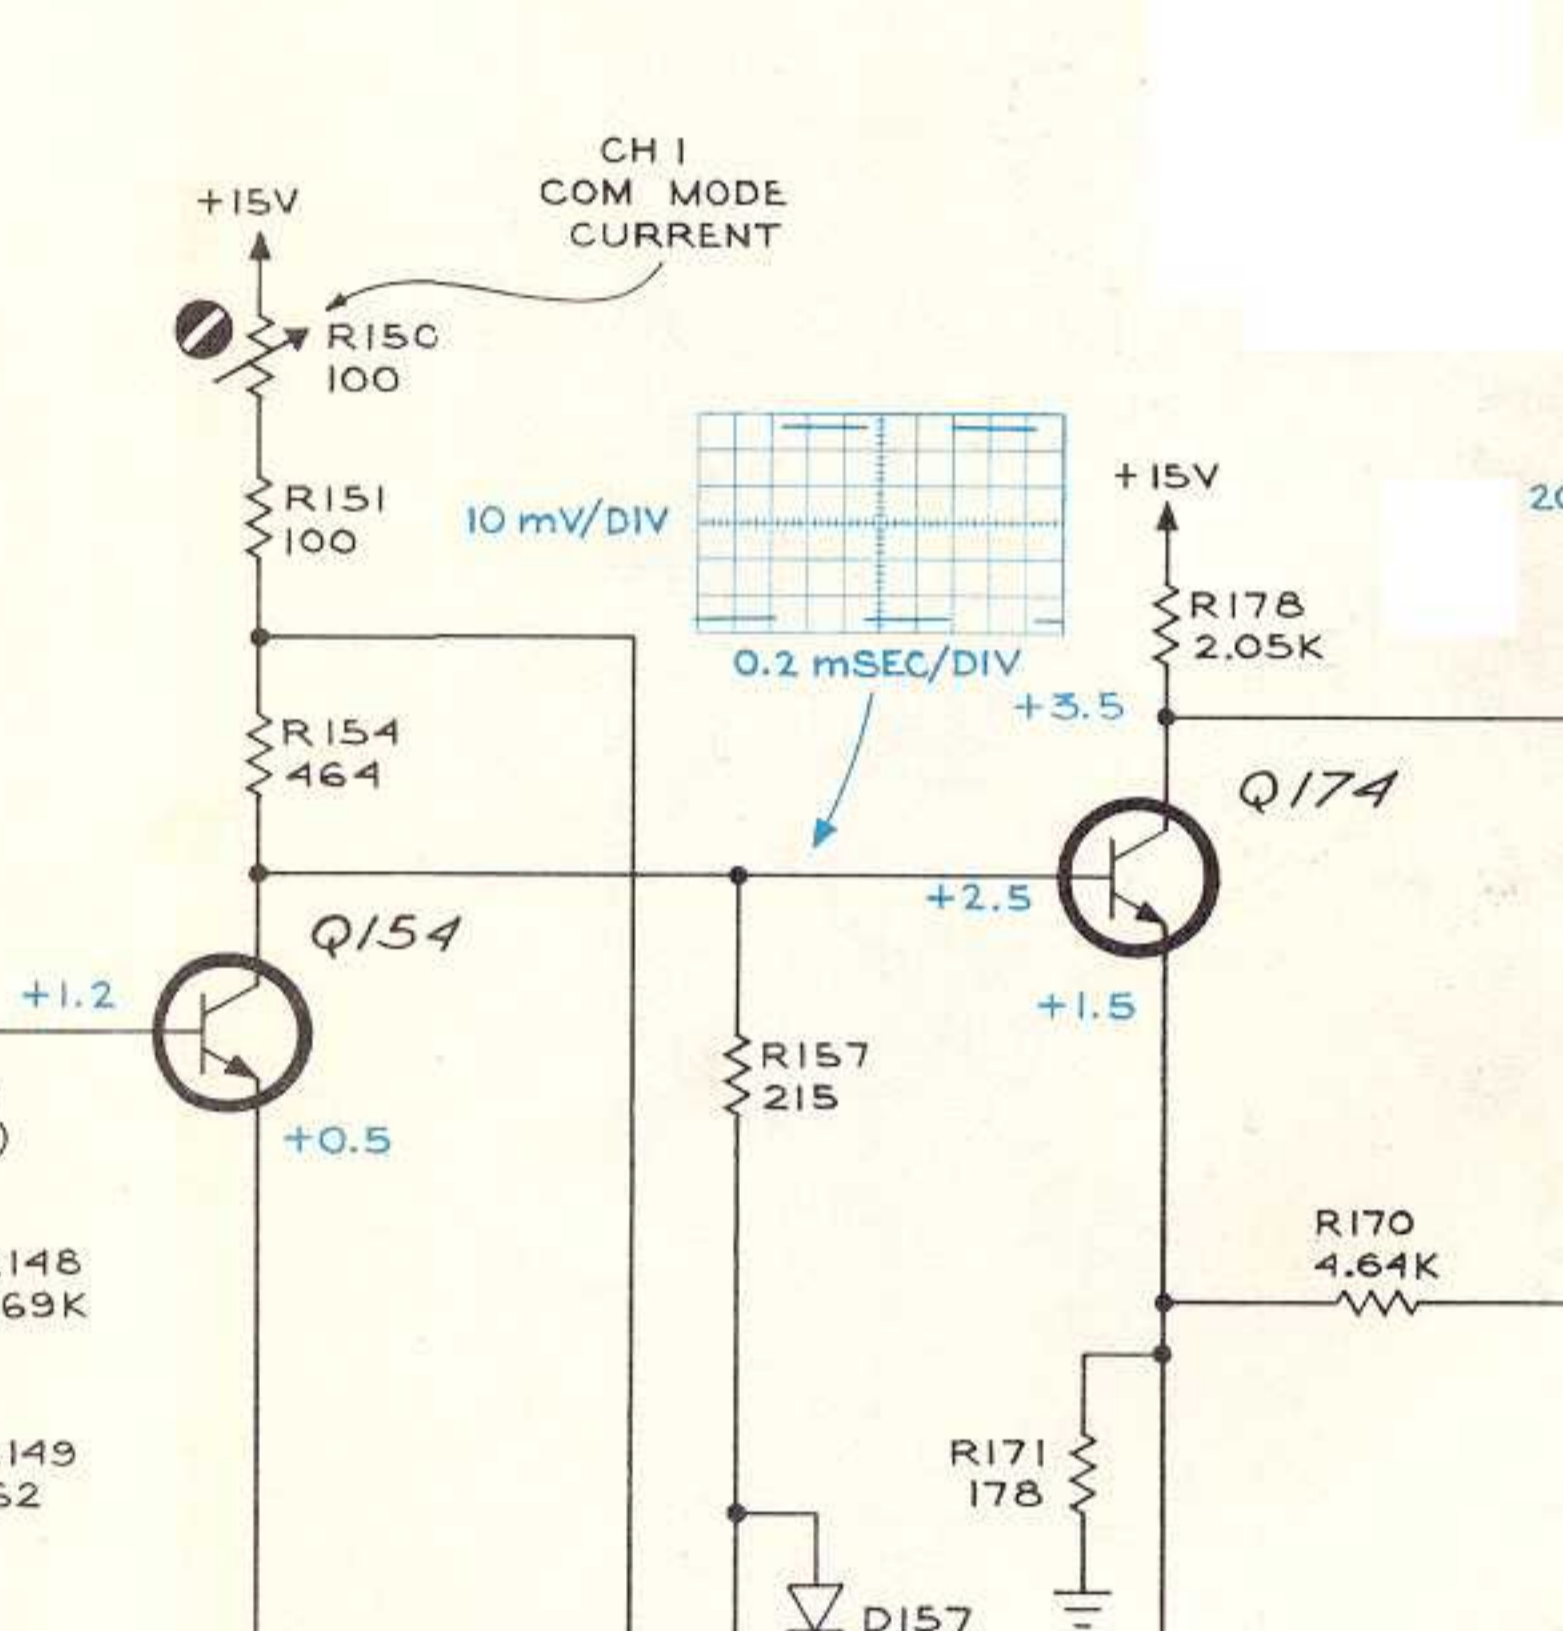 CH 1
COM MODE
CURRENT
+15V
R150
100
R151
100
10 mV/DIV
+15V
20
R178
2.05K
0.2 mSEC/DIV
+3.5
R154
464
Q174
+2.5
Q154
+1.2
+1.5
R157
215
+0.5
)
R170
4.64K
148
69K
R171
178
149
62
D157